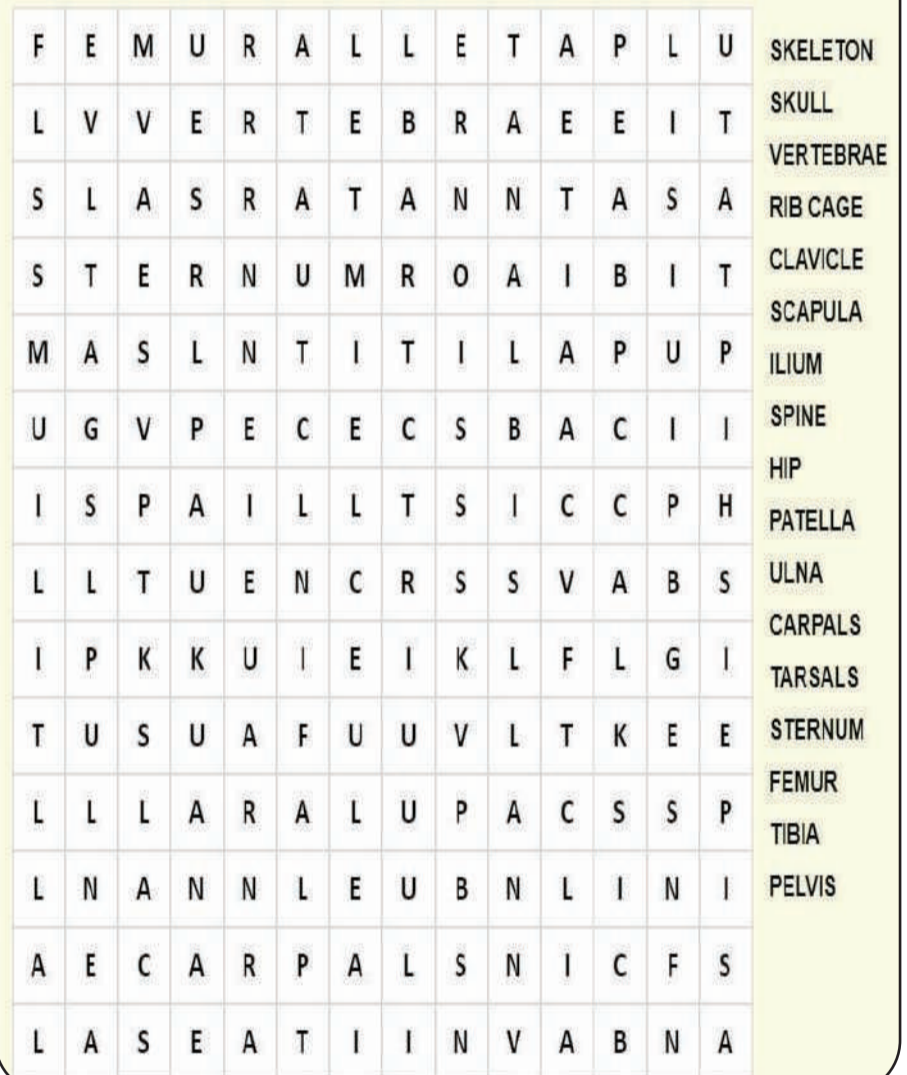 F E M U R A L L E T A P L U
L V V E R T E B R A E E I T
S L A S R A T A N N T A S A
S T E R N U M R O A I B I T
M A S L N T I T I L A P U P
U G V P E C E C S B A C I I
I S P A I L L T S I C C P H
L L T U E N C R S S V A B S
I P K K U I E I K L F L G I
T U S U A F U U V L T K E E
L L L A R A L U P A C S S P
L N A N N L E U B N L I N I
A E C A R P A L S N I C F S
L A S E A T I I N V A B N A
SKELETON
SKULL
VERTEBRAE
RIB CAGE
CLAVICLE
SCAPULA
ILIUM
SPINE
HIP
PATELLA
ULNA
CARPALS
TARSALS
STERNUM
FEMUR
TIBIA
PELVIS